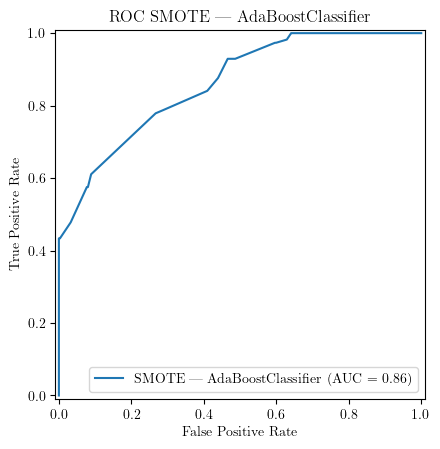 ROC SMOTE — AdaBoostClassifier
1.0
0.8
0.6
0.4
0.2
0.0
True Positive Rate
SMOTE — AdaBoostClassifier (AUC = 0.86)
0.0 0.2 0.4 0.6 0.8 1.0
False Positive Rate